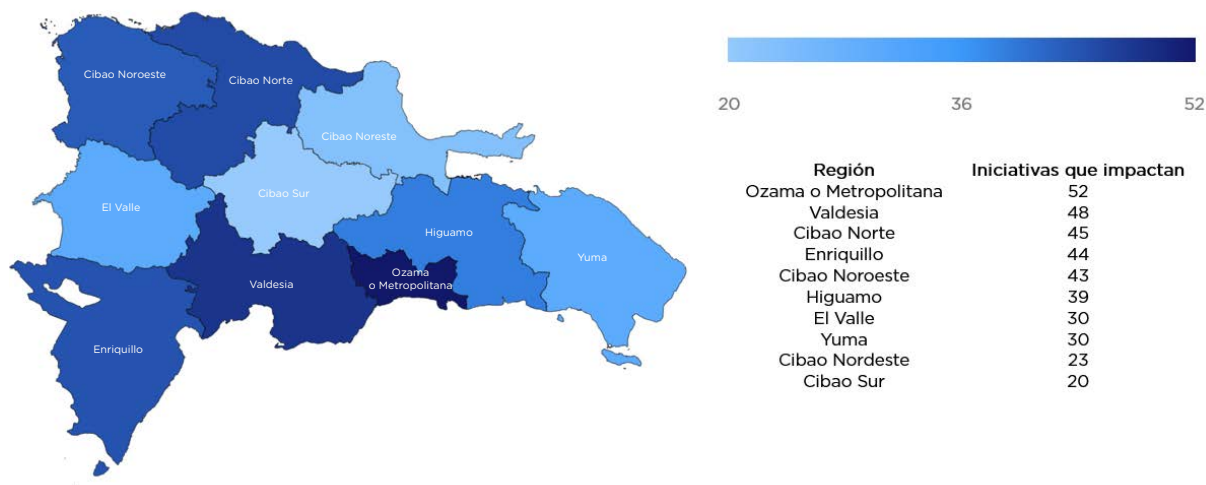 Cibao Noroeste
Cibao Norte
Cibao Noreste
Cibao Sur
El Valle
Higuamo
Yuma
Ozama
o Metropolitana
Valdesia
Enriquillo
20 36 52
Región Iniciativas que impactan
Ozama o Metropolitana 52
Valdesia 48
Cibao Norte 45
Enriquillo 44
Cibao Noroeste 43
Higuamo 39
El Valle 30
Yuma 30
Cibao Nordeste 23
Cibao Sur 20